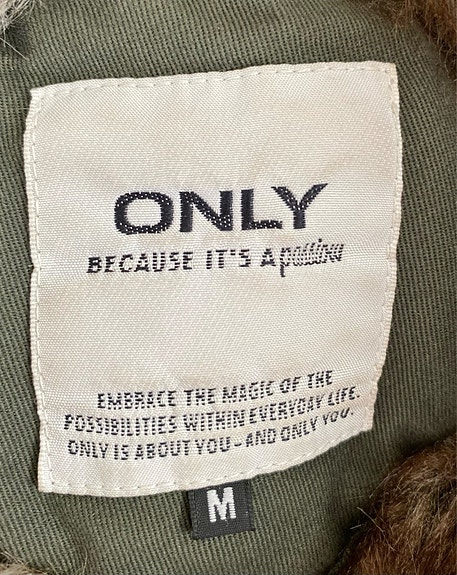 ONLY
BECAUSE IT'S A passion
EMBRACE THE MAGIC OF THE
POSSIBILITIES WITHIN EVERYDAY LIFE.
ONLY IS ABOUT YOU - AND ONLY YOU.
M